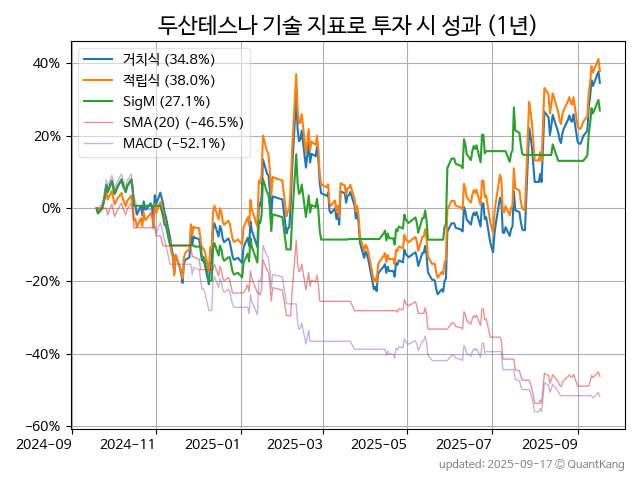 두산테스나 기술 지표로 투자 시 성과 (1년)
거치식 (34.8%)
적립식 (38.0%)
SigM (27.1%)
SMA(20) (−46.5%)
MACD (−52.1%)
40%
20%
0%
−20%
−40%
−60%
2024-09 2024-11 2025-01 2025-03 2025-05 2025-07 2025-09
updated: 2025-09-17 © QuantKang